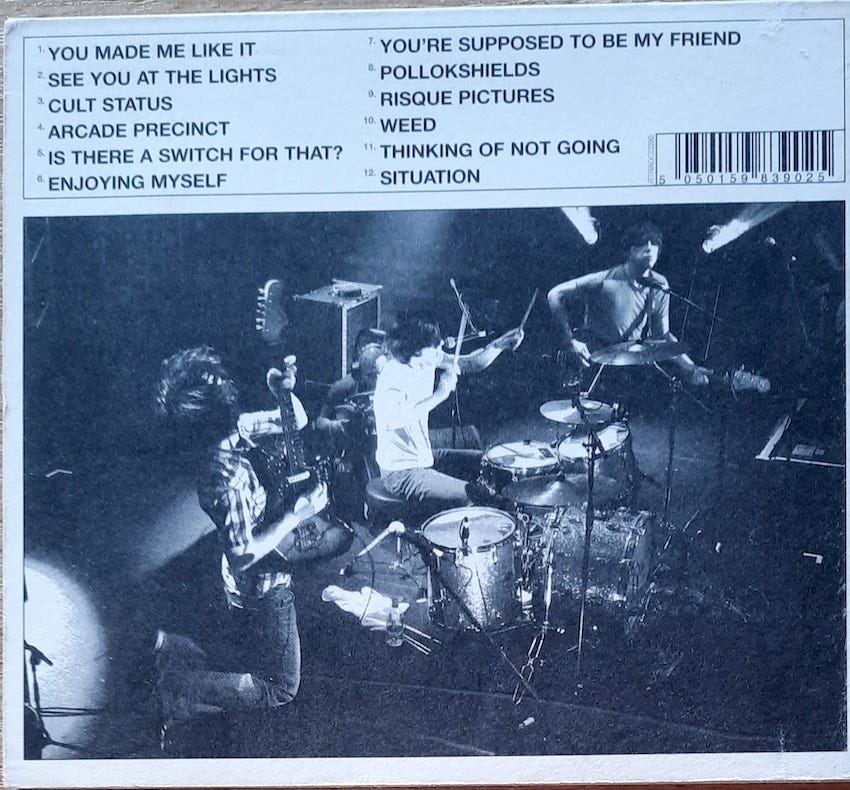 1. YOU MADE ME LIKE IT
2. SEE YOU AT THE LIGHTS
3. CULT STATUS
4. ARCADE PRECINCT
5. IS THERE A SWITCH FOR THAT?
6. ENJOYING MYSELF
7. YOU'RE SUPPOSED TO BE MY FRIEND
8. POLLOKSHIELDS
9. RISQUE PICTURES
10. WEED
11. THINKING OF NOT GOING
12. SITUATION
5 050159 839025